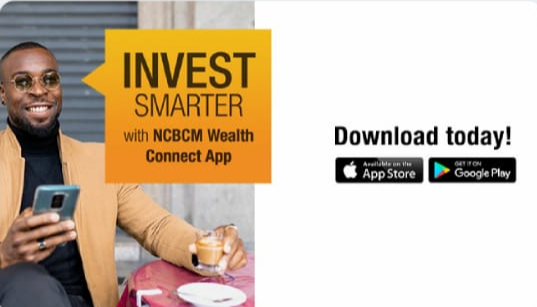 INVEST
SMARTER
with NCBCM Wealth
Connect App
Download today!
Available on the
App Store
GET IT ON
Google Play